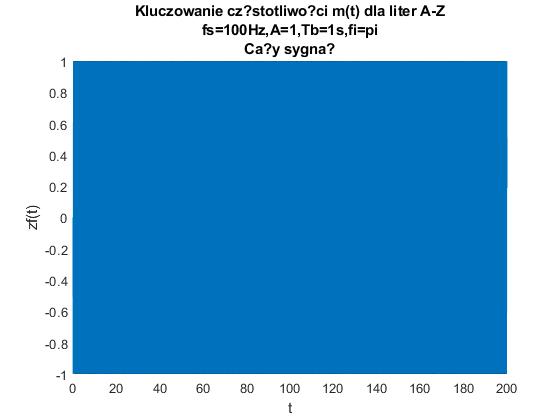 Kluczowanie cz?stotliwo?ci m(t) dla liter A-Z
fs=100Hz,A=1,Tb=1s,fi=pi
Ca?y sygna?
1
0.8
0.6
0.4
0.2
0
-0.2
-0.4
-0.6
-0.8
-1
zf(t)
0 20 40 60 80 100 120 140 160 180 200
t